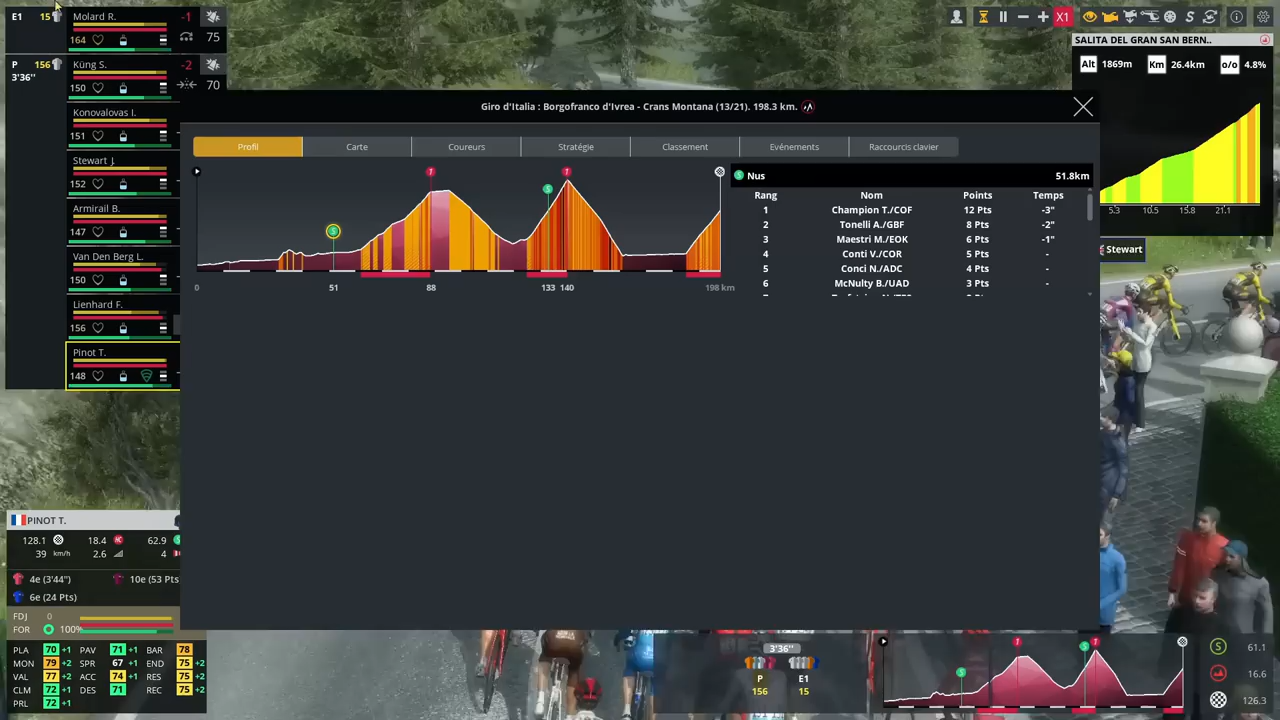 E1 15
Molard R. -1
164 75
P 156
3'36''
Küng S. -2
150 70
Konovalovas I.
151
Stewart J.
152
Armirail B.
147
Van Den Berg L.
150
Lienhard F.
156
Pinot T.
148
X1
SALITA DEL GRAN SAN BERN..
Alt 1869m Km 26.4km o/o 4.8%
5.3 10.5 15.8 21.1
Stewart
Giro d'Italia : Borgofranco d'Ivrea - Crans Montana (13/21). 198.3 km.
Profil Carte Coureurs Stratégie Classement Evénements Raccourcis clavier
S Nus 51.8km
Rang Nom Points Temps
1 Champion T./COF 12 Pts -3''
2 Tonelli A./GBF 8 Pts -2''
3 Maestri M./EOK 6 Pts -1''
4 Conti V./COR 5 Pts -
5 Conci N./ADC 4 Pts -
6 McNulty B./UAD 3 Pts -
0 51 88 133 140 198 km
PINOT T.
128.1 18.4 HC 62.9 S
39 km/h 2.6 4
4e (3'44'') 10e (53 Pts
6e (24 Pts)
FDJ 0
FOR 100%
PLA 70 +1 PAV 71 +1 BAR 78
MON 79 +2 SPR 67 +1 END 75 +2
VAL 77 +2 ACC 74 +1 RES 75 +2
CLM 72 +1 DES 71 REC 75 +2
PRL 72 +1
3'36''
P E1
156 15
S 61.1
16.6
126.3